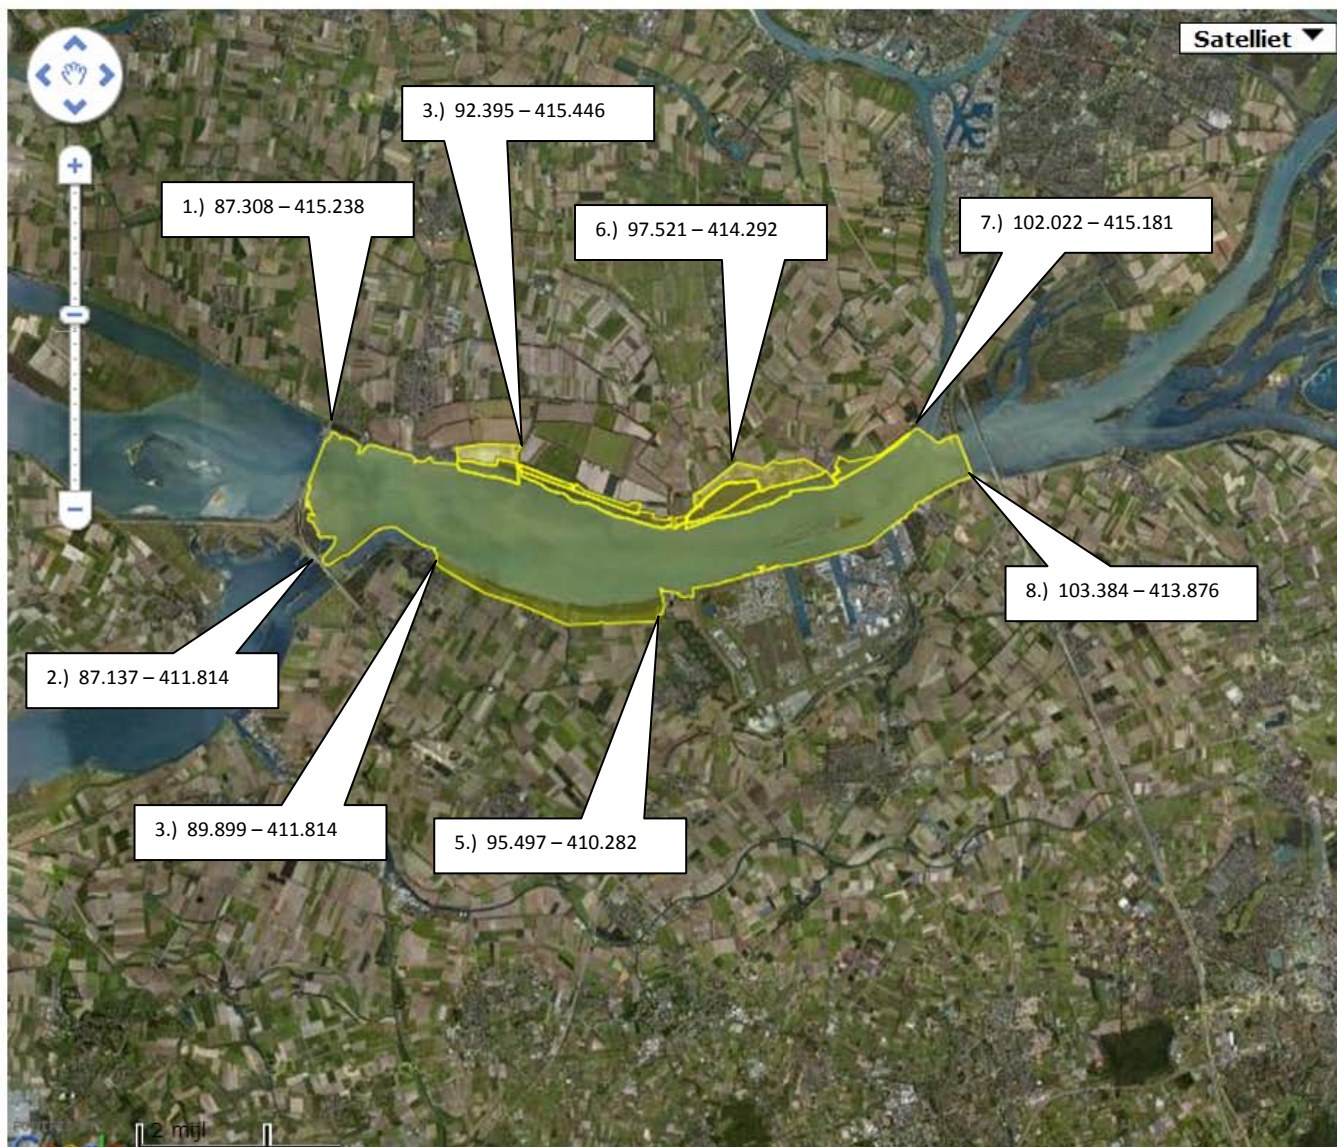 Satelliet
3.) 92.395 – 415.446
1.) 87.308 – 415.238
6.) 97.521 – 414.292
7.) 102.022 – 415.181
8.) 103.384 – 413.876
2.) 87.137 – 411.814
3.) 89.899 – 411.814
5.) 95.497 – 410.282
2 mijl